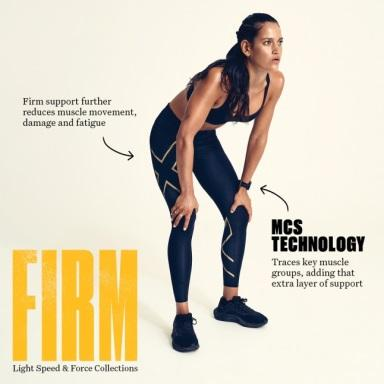 Firm support further
reduces muscle movement,
damage and fatigue
MCS
TECHNOLOGY
Traces key muscle
groups, adding that
extra layer of support
FIRM
Light Speed & Force Collections